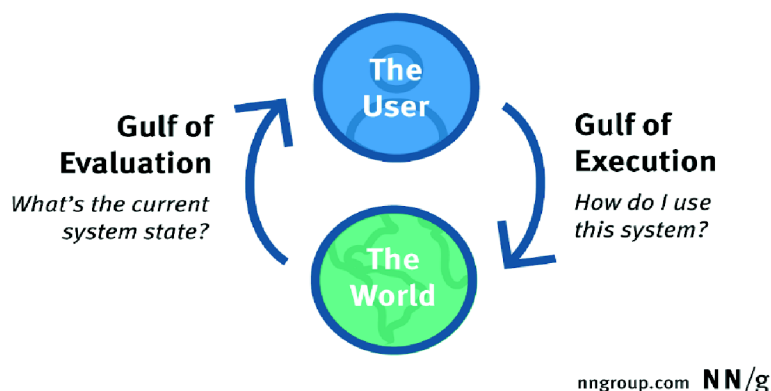 The
User
Gulf of
Evaluation
What's the current
system state?
Gulf of
Execution
How do I use
this system?
The
World
nngroup.com NN/g